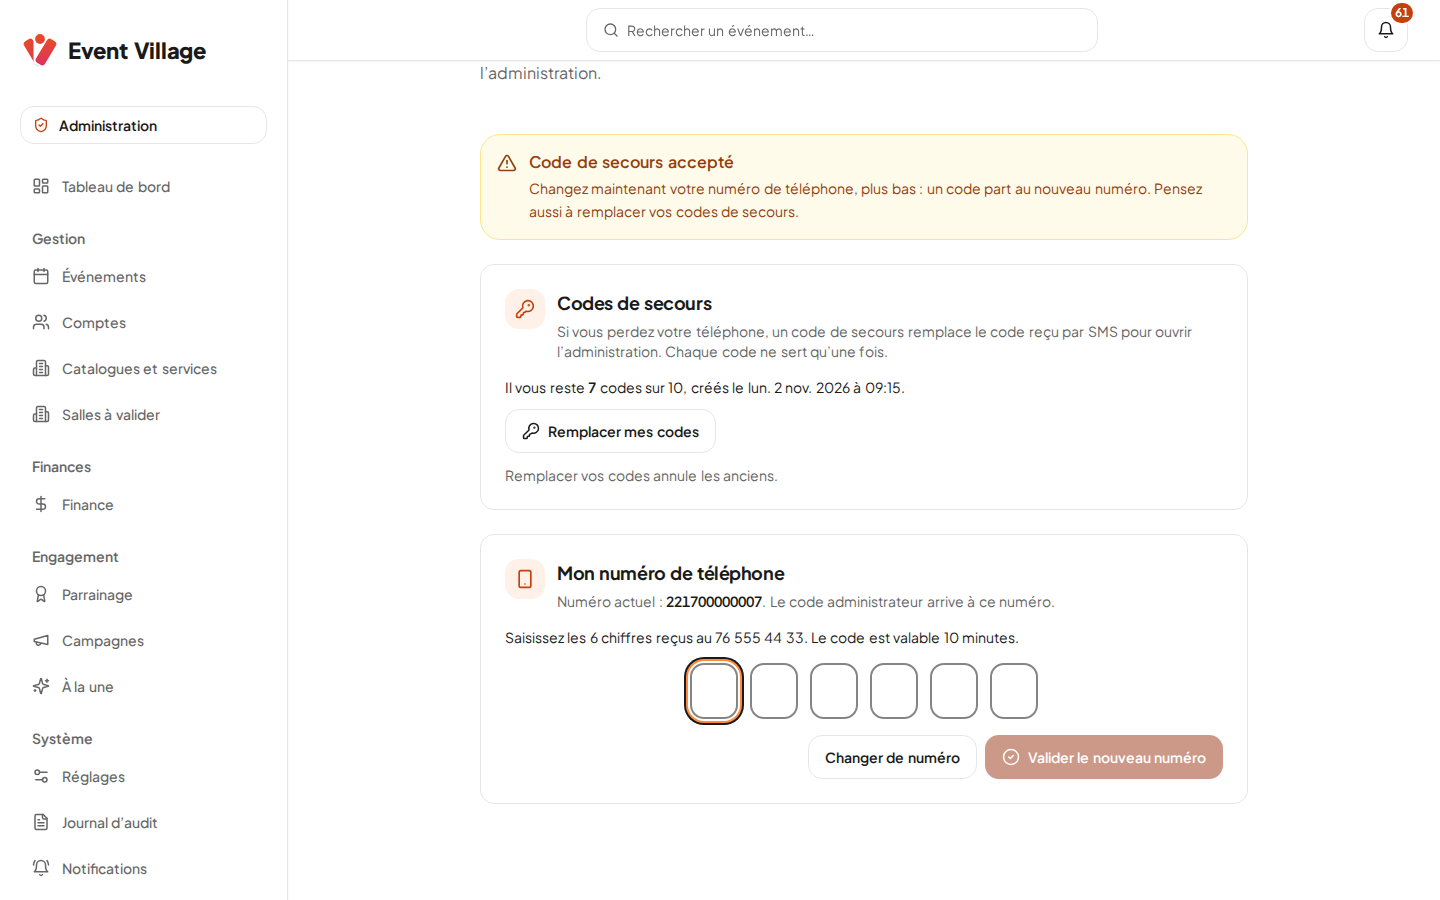 Event Village
Rechercher un événement…
61
Administration
Tableau de bord
Gestion
Événements
Comptes
Catalogues et services
Salles à valider
Finances
Finance
Engagement
Parrainage
Campagnes
À la une
Système
Réglages
Journal d’audit
Notifications
l’administration.
Code de secours accepté
Changez maintenant votre numéro de téléphone, plus bas : un code part au nouveau numéro. Pensez
aussi à remplacer vos codes de secours.
Codes de secours
Si vous perdez votre téléphone, un code de secours remplace le code reçu par SMS pour ouvrir
l’administration. Chaque code ne sert qu’une fois.
Il vous reste 7 codes sur 10, créés le lun. 2 nov. 2026 à 09:15.
Remplacer mes codes
Remplacer vos codes annule les anciens.
Mon numéro de téléphone
Numéro actuel : 221700000007. Le code administrateur arrive à ce numéro.
Saisissez les 6 chiffres reçus au 76 555 44 33. Le code est valable 10 minutes.
Changer de numéro
Valider le nouveau numéro